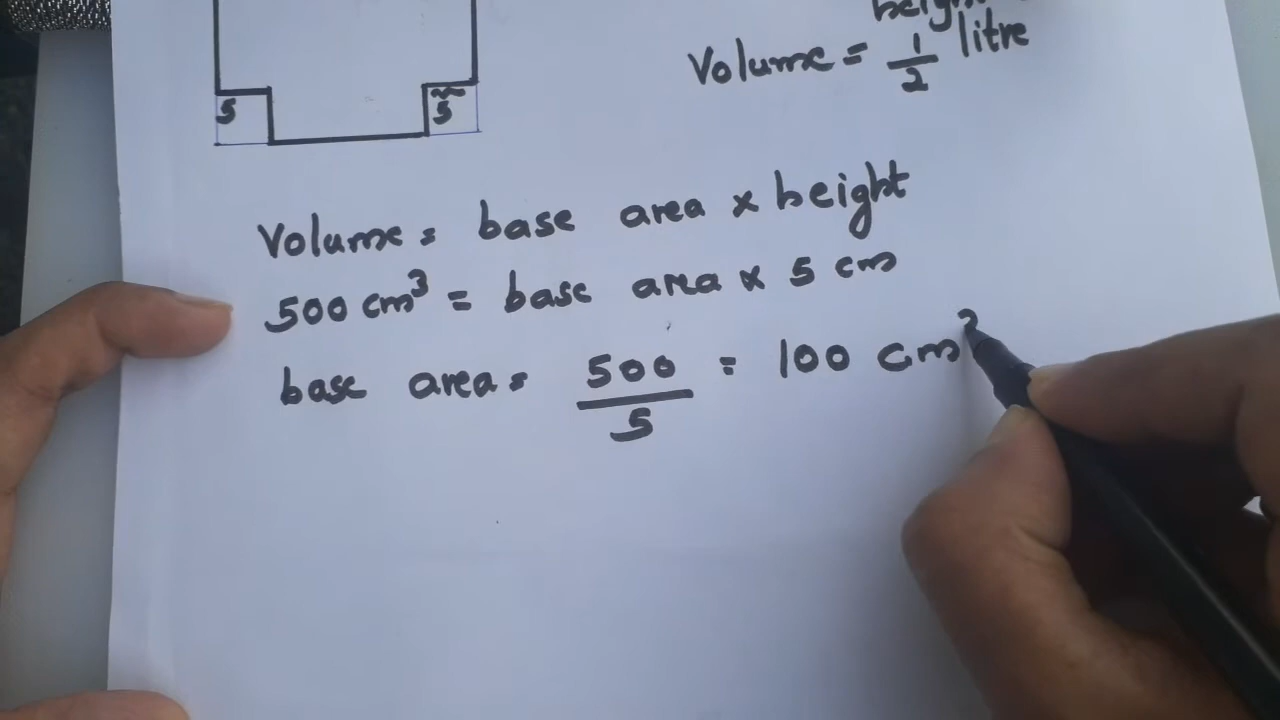 height
Volume = 1/2 litre
5 5
Volume = base area × height
500 cm³ = base area × 5 cm
base area = 500/5 = 100 cm²